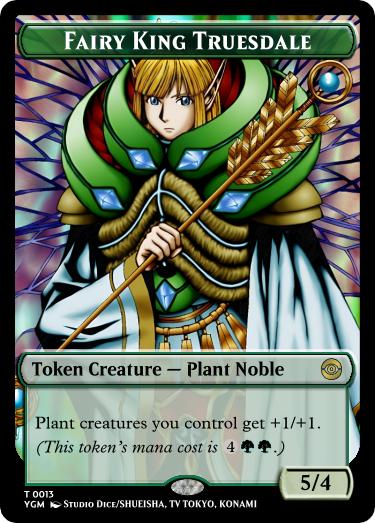 Fairy King Truesdale
Token Creature — Plant Noble
Plant creatures you control get +1/+1.
(This token's mana cost is 4 .)
5/4
T 0013
YGM Studio Dice/SHUEISHA, TV TOKYO, KONAMI